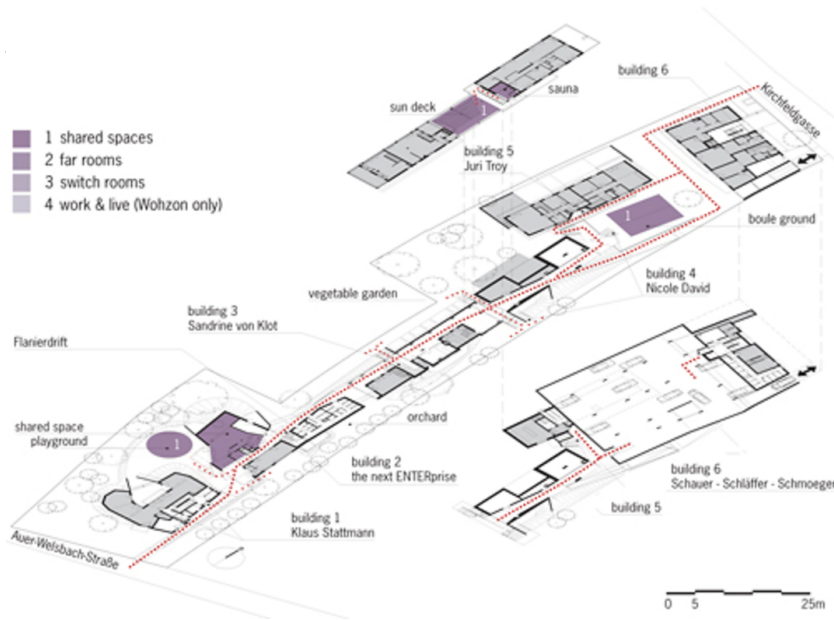 building 6
Kirchfeldgasse
sauna
sun deck
1
1 shared spaces
2 far rooms
3 switch rooms
4 work & live (Wohzon only)
building 5
Juri Troy
1
boule ground
building 4
Nicole David
vegetable garden
building 3
Sandrine von Klot
Flanierdrift
shared space
playground
1
orchard
building 2
the next ENTERprise
building 6
Schauer - Schläffer - Schmoeger
building 5
building 1
Klaus Stattmann
Auer-Welsbach-Straße
0 5 25m